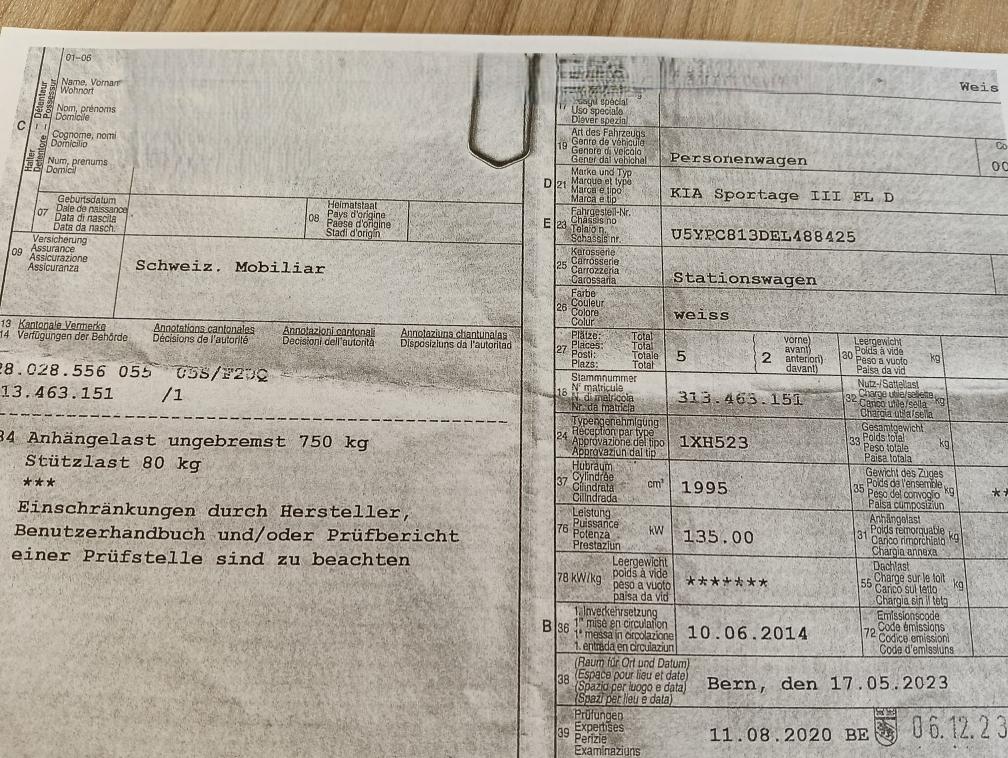 01-06
C
Halter
Détenteur
Detentore – Possessur
Name, Vornamen
Wohnort
Nom, prénoms
Domicile
Cognome, nomi
Domicilio
Num, prenums
Domicil
07
Geburtsdatum
Date de naissance
Data di nascita
Data da nasch.
08
Heimatstaat
Pays d'origine
Paese d'origine
Stadi d'origin
09
Versicherung
Assurance
Assicurazione
Assicuranza
Schweiz. Mobiliar
13 Kantonale Vermerke
14 Verfügungen der Behörde
Annotations cantonales
Décisions de l'autorité
Annotazioni cantonali
Decisioni dell'autorità
Annotaziuns chantunalas
Disposiziuns da l'autoritad
28.028.556 055
13.463.151 /1
34 Anhängelast ungebremst 750 kg
Stützlast 80 kg
***
Einschränkungen durch Hersteller,
Benutzerhandbuch und/oder Prüfbericht
einer Prüfstelle sind zu beachten
Weis
17
spécial
Uso speciale
Diever spezial
19
Art des Fahrzeugs
Genre de véhicule
Genere di veicolo
Gener dal vehichel
Personenwagen
Co
00
D 21
Marke und Typ
Marque et type
Marca e tipo
Marca e tip
KIA Sportage III FL D
E 23
Fahrgestell-Nr.
Châssis no
Telaio n.
Schassis nr.
U5YPC813DEL488425
25
Karosserie
Carrosserie
Carrozzeria
Carossaria
Stationswagen
26
Farbe
Couleur
Colore
Colur
weiss
27
Plätze: Total
Places: Total
Posti: Totale
Plazs: Total
5
2
vorne)
avant)
anteriori)
davant)
30
Leergewicht
Poids à vide
Peso a vuoto
Paisa da vid
kg
18
Stammnummer
N° matricule
N. di matricola
Nr. da matricla
313.463.151
32
Nutz-/Sattellast
Charge utile/sellette
Carico utile/sella
Chargia utila/sella
kg
24
Typengenehmigung
Réception par type
Approvazione del tipo
Approvaziun dal tip
1XH523
33
Gesamtgewicht
Poids total
Peso totale
Paisa totala
kg
37
Hubraum
Cylindrée
Cilindrata
Cilindrada
cm³
1995
35
Gewicht des Zuges
Poids de l'ensemble
Peso del convoglio
Paisa cumposiziun
kg
**
76
Leistung
Puissance
Potenza
Prestaziun
kW
135.00
31
Anhängelast
Poids remorquable
Carico rimorchiato
Chargia annexa
kg
78 kW/kg
Leergewicht
poids à vide
peso a vuoto
paisa da vid
*******
55
Dachlast
Charge sur le toit
Carico sul tetto
Chargia sin il tetg
kg
B 36
1. Inverkehrsetzung
1re mise en circulation
1a messa in circolazione
1. entrada en circulaziun
10.06.2014
72
Emissionscode
Code émissions
Codice emissioni
Code d'emissiuns
38
(Raum für Ort und Datum)
(Espace pour lieu et date)
(Spazio per luogo e data)
(Spazi per lieu e data)
Bern, den 17.05.2023
39
Prüfungen
Expertises
Perizie
Examinaziuns
11.08.2020 BE
06.12.23